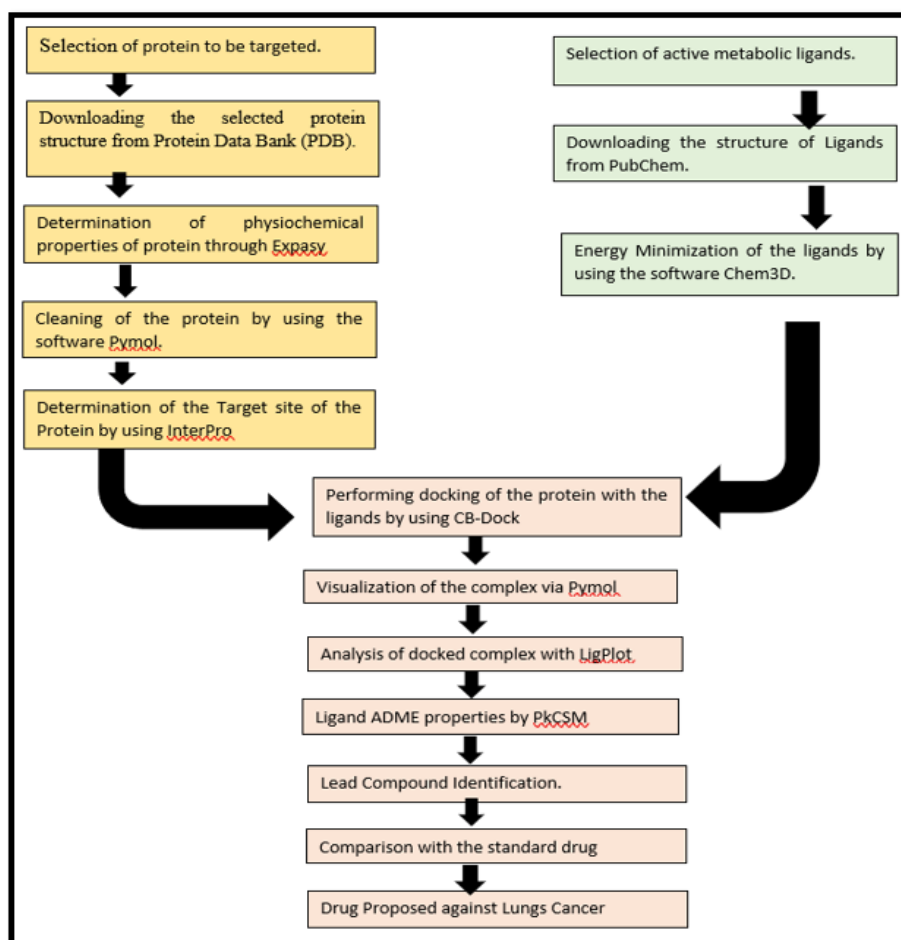 Selection of protein to be targeted.
Downloading the selected protein
structure from Protein Data Bank (PDB).
Determination of physiochemical
properties of protein through Expasy
Cleaning of the protein by using the
software Pymol.
Determination of the Target site of the
Protein by using InterPro
Selection of active metabolic ligands.
Downloading the structure of Ligands
from PubChem.
Energy Minimization of the ligands by
using the software Chem3D.
Performing docking of the protein with the
ligands by using CB-Dock
Visualization of the complex via Pymol
Analysis of docked complex with LigPlot
Ligand ADME properties by PkCSM
Lead Compound Identification.
Comparison with the standard drug
Drug Proposed against Lungs Cancer